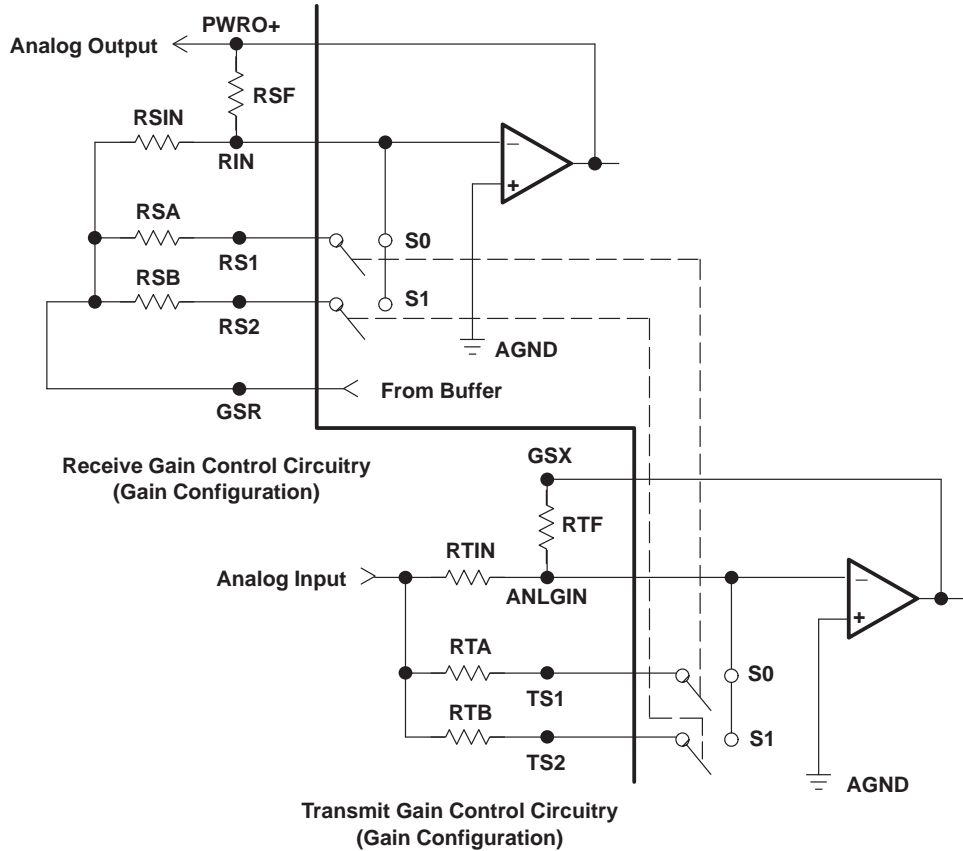 PWRO+
Analog Output
RSF
RSIN
RIN
–
+
RSA
S0
RS1
RSB
S1
RS2
AGND
From Buffer
GSR
Receive Gain Control Circuitry
(Gain Configuration)
GSX
RTF
RTIN
Analog Input
ANLGIN
–
+
RTA
S0
TS1
RTB
S1
TS2
AGND
Transmit Gain Control Circuitry
(Gain Configuration)